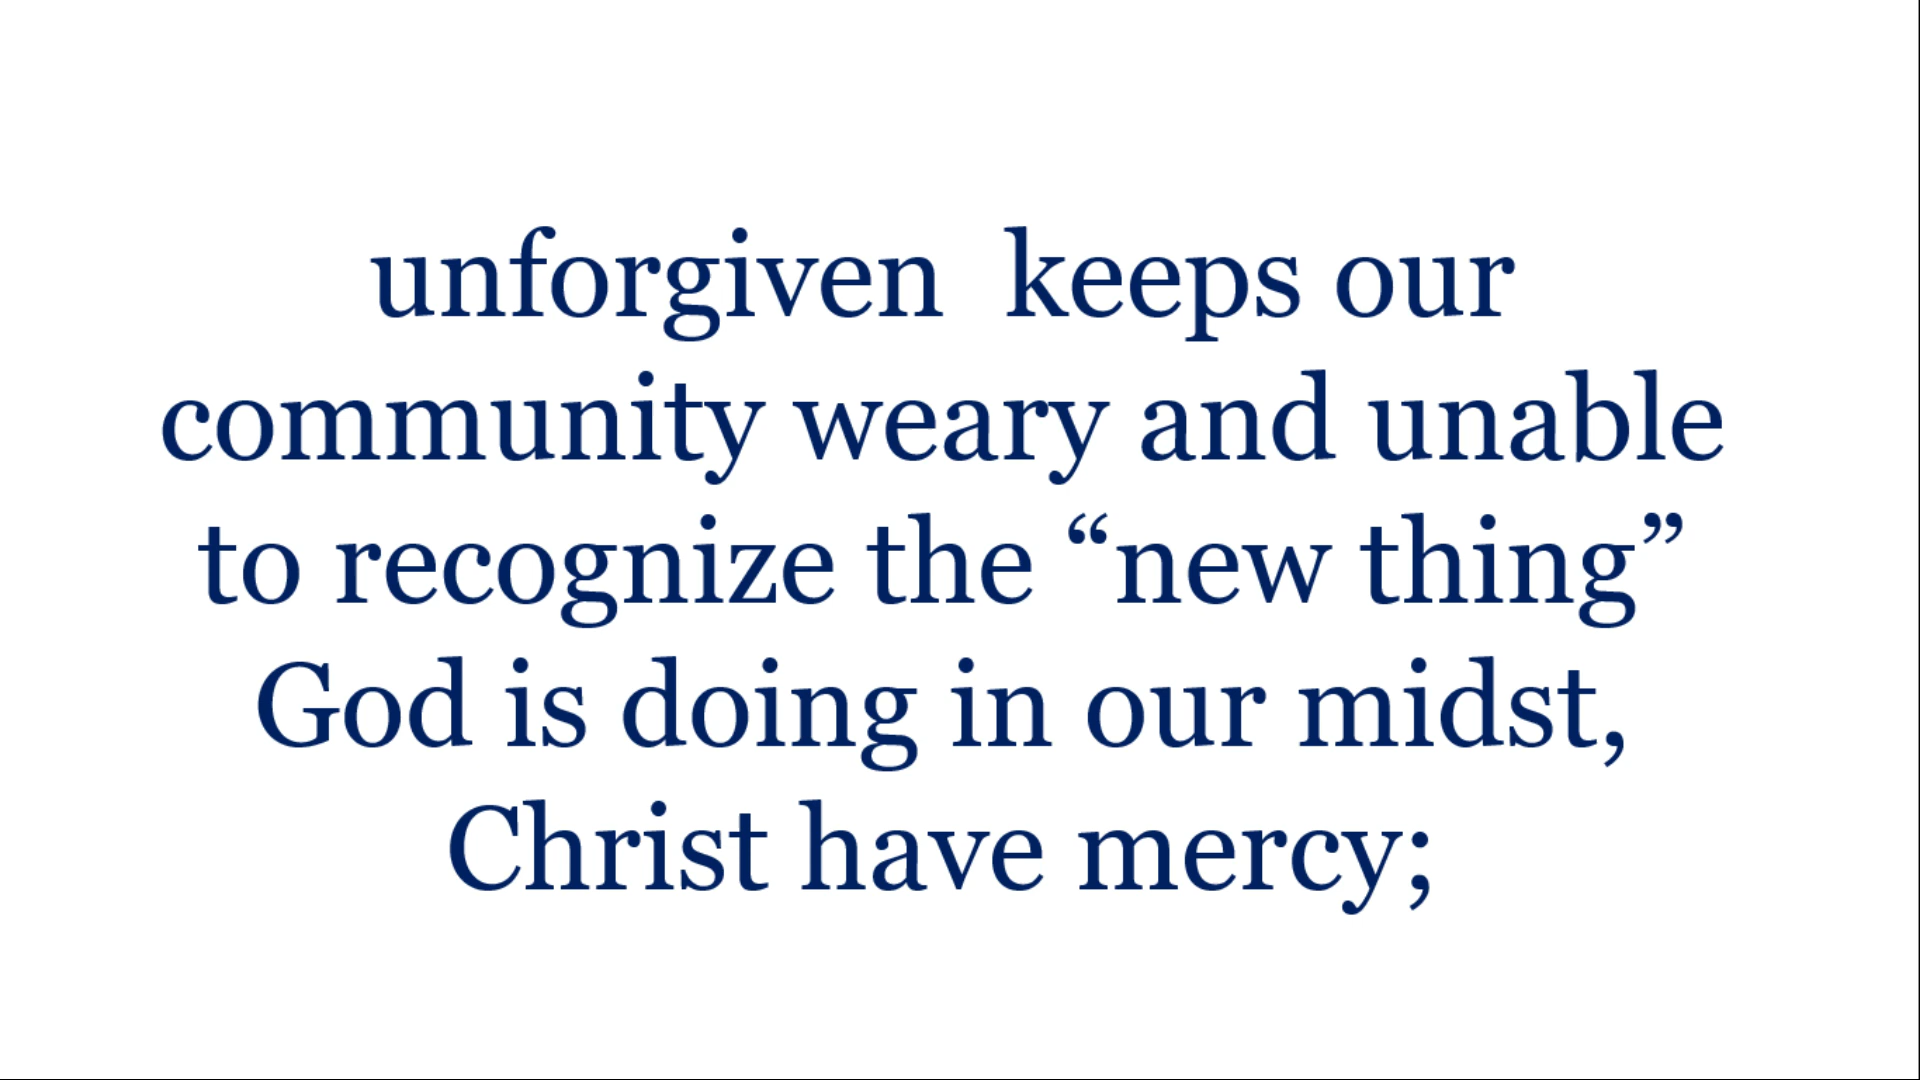 unforgiven  keeps our
community weary and unable
to recognize the “new thing”
God is doing in our midst,
Christ have mercy;